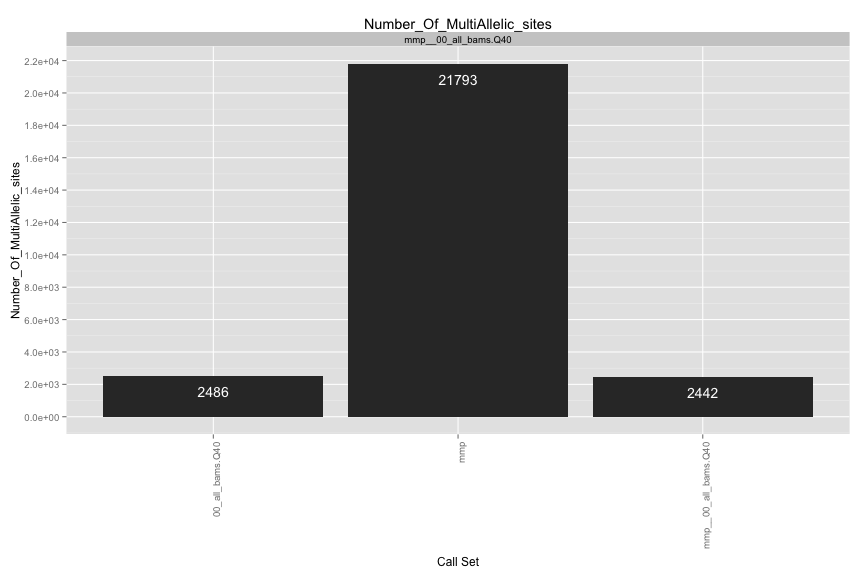 Number_Of_MultiAllelic_sites
mmp__00_all_bams.Q40
Number_Of_MultiAllelic_sites
2.2e+04
2.0e+04
1.8e+04
1.6e+04
1.4e+04
1.2e+04
1.0e+04
8.0e+03
6.0e+03
4.0e+03
2.0e+03
0.0e+00
2486
21793
2442
00_all_bams.Q40
mmp
mmp__00_all_bams.Q40
Call Set